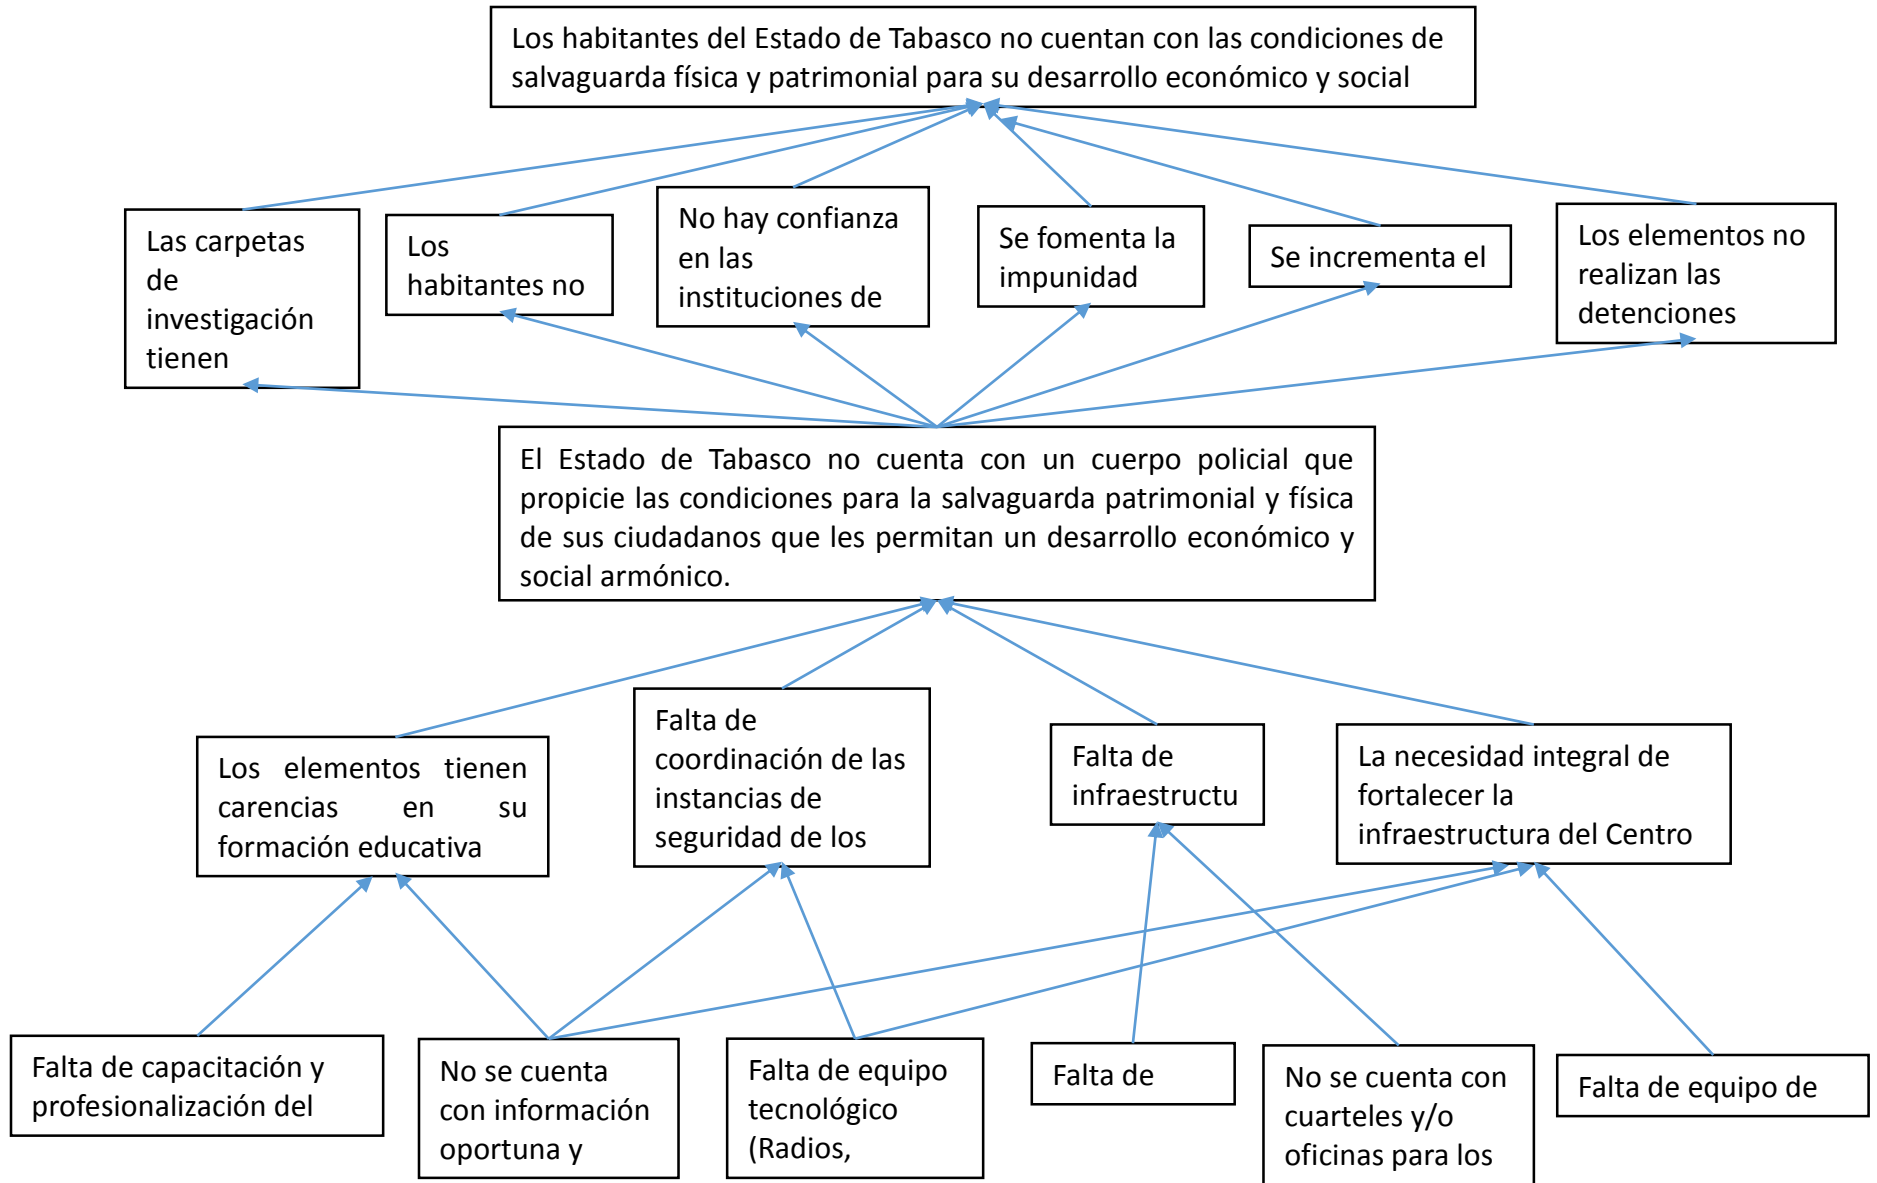 Los habitantes del Estado de Tabasco no cuentan con las condiciones de
salvaguarda física y patrimonial para su desarrollo económico y social
Las carpetas
de
investigación
tienen
Los
habitantes no
No hay confianza
en las
instituciones de
Se fomenta la
impunidad
Se incrementa el
Los elementos no
realizan las
detenciones
El Estado de Tabasco no cuenta con un cuerpo policial que
propicie las condiciones para la salvaguarda patrimonial y física
de sus ciudadanos que les permitan un desarrollo económico y
social armónico.
Los elementos tienen
carencias en su
formación educativa
Falta de
coordinación de las
instancias de
seguridad de los
Falta de
infraestructu
La necesidad integral de
fortalecer la
infraestructura del Centro
Falta de capacitación y
profesionalización del
No se cuenta
con información
oportuna y
Falta de equipo
tecnológico
(Radios,
Falta de
No se cuenta con
cuarteles y/o
oficinas para los
Falta de equipo de